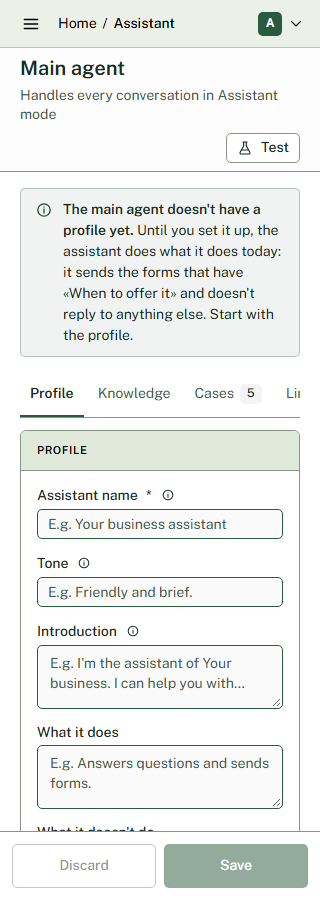 Home / Assistant
A
Main agent
Handles every conversation in Assistant
mode
Test
The main agent doesn't have a
profile yet. Until you set it up, the
assistant does what it does today:
it sends the forms that have
«When to offer it» and doesn't
reply to anything else. Start with
the profile.
Profile Knowledge Cases 5
PROFILE
Assistant name *
E.g. Your business assistant
Tone
E.g. Friendly and brief.
Introduction
E.g. I'm the assistant of Your
business. I can help you with...
What it does
E.g. Answers questions and sends
forms.
What it doesn't do
Discard Save